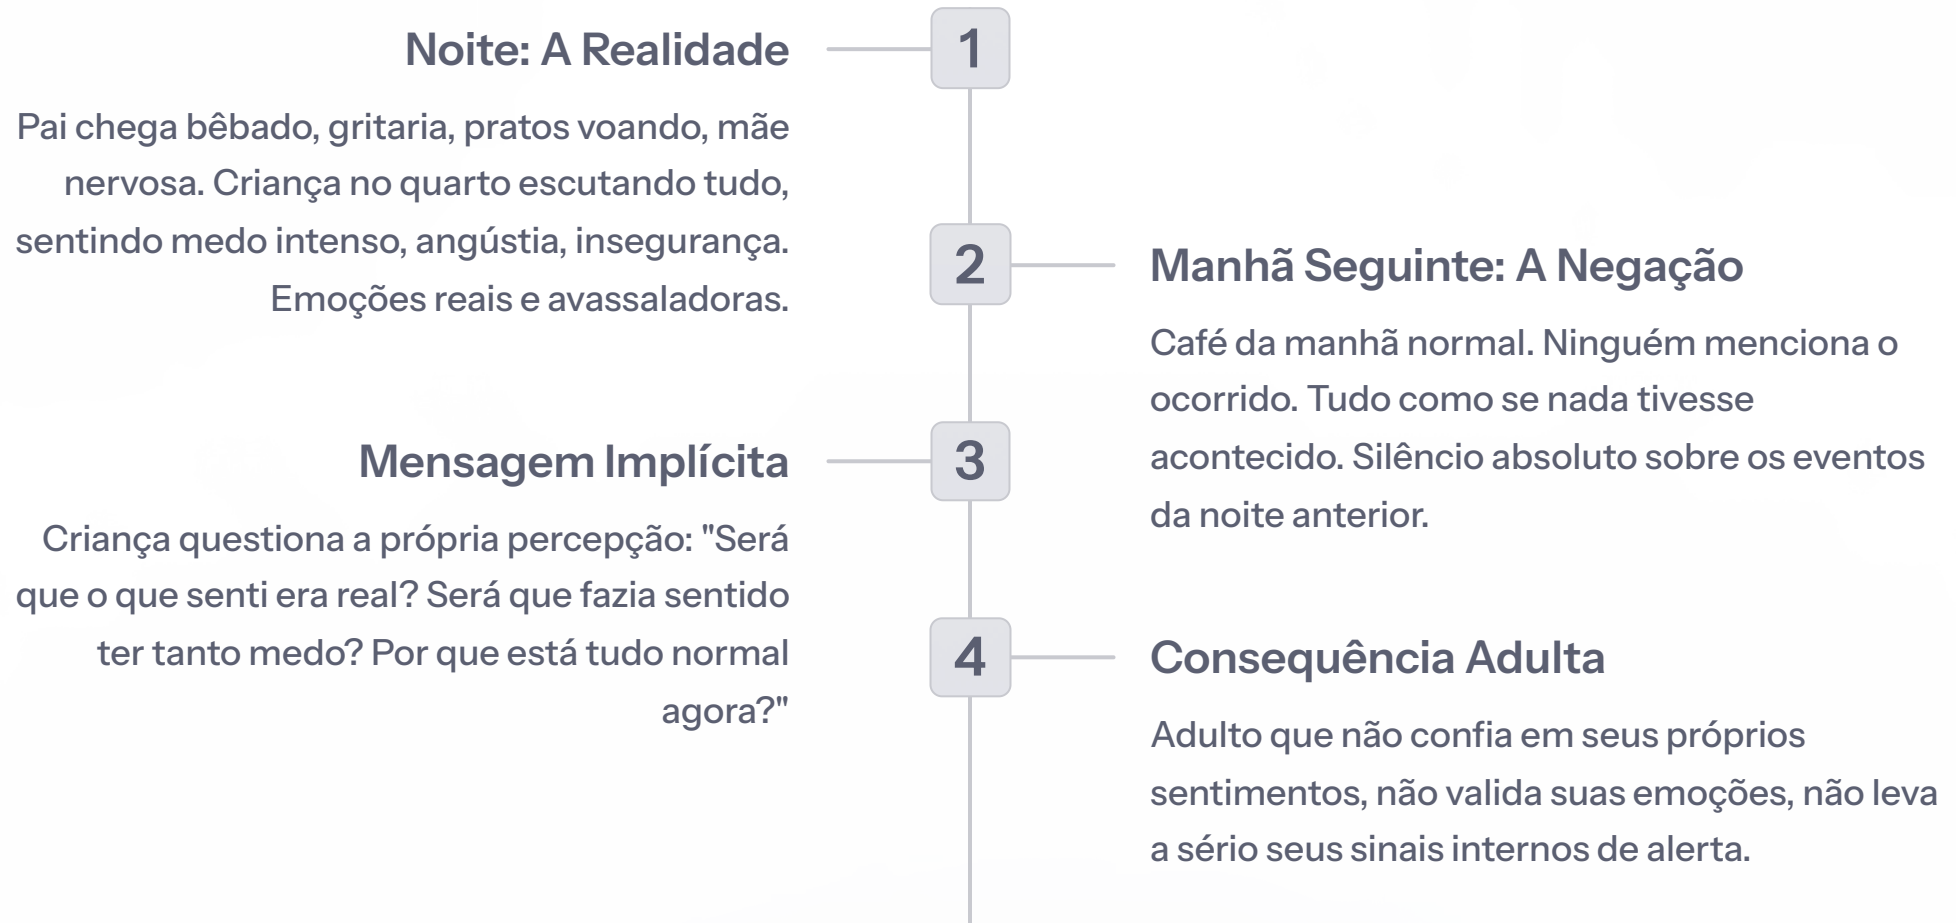 1
Noite: A Realidade
Pai chega bêbado, gritaria, pratos voando, mãe
nervosa. Criança no quarto escutando tudo,
sentindo medo intenso, angústia, insegurança.
Emoções reais e avassaladoras.
2
Manhã Seguinte: A Negação
Café da manhã normal. Ninguém menciona o
ocorrido. Tudo como se nada tivesse
acontecido. Silêncio absoluto sobre os eventos
da noite anterior.
3
Mensagem Implícita
Criança questiona a própria percepção: "Será
que o que senti era real? Será que fazia sentido
ter tanto medo? Por que está tudo normal
agora?"
4
Consequência Adulta
Adulto que não confia em seus próprios
sentimentos, não valida suas emoções, não leva
a sério seus sinais internos de alerta.